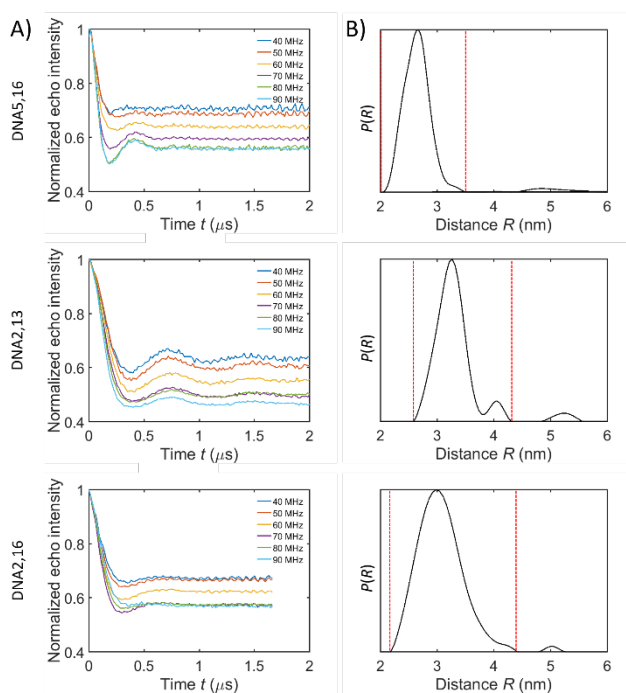 A)
B)
DNA5,16
Normalized echo intensity
1
0.8
0.6
0.4
40 MHz
50 MHz
60 MHz
70 MHz
80 MHz
90 MHz
0 0.5 1 1.5 2
Time t (μs)
P(R)
2 3 4 5 6
Distance R (nm)
DNA2,13
Normalized echo intensity
1
0.8
0.6
0.4
40 MHz
50 MHz
60 MHz
70 MHz
80 MHz
90 MHz
0 0.5 1 1.5 2
Time t (μs)
P(R)
2 3 4 5 6
Distance R (nm)
DNA2,16
Normalized echo intensity
1
0.8
0.6
0.4
40 MHz
50 MHz
60 MHz
70 MHz
80 MHz
90 MHz
0 0.5 1 1.5 2
Time t (μs)
P(R)
2 3 4 5 6
Distance R (nm)